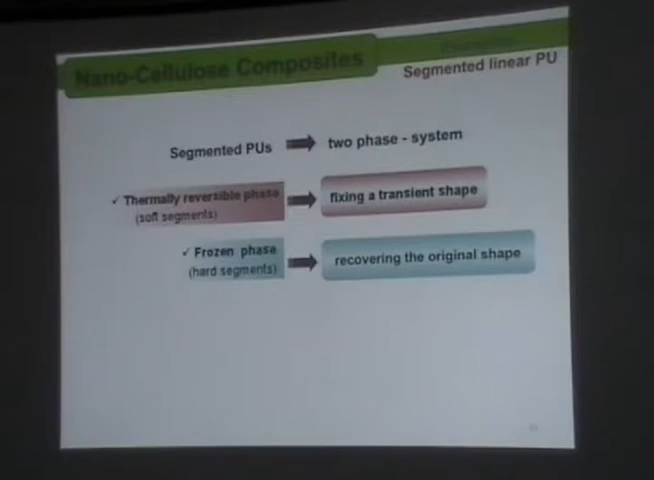 Nano-Cellulose Composites
Segmented linear PU
Segmented PUs two phase - system
✓ Thermally reversible phase fixing a transient shape
(soft segments)
✓ Frozen phase recovering the original shape
(hard segments)